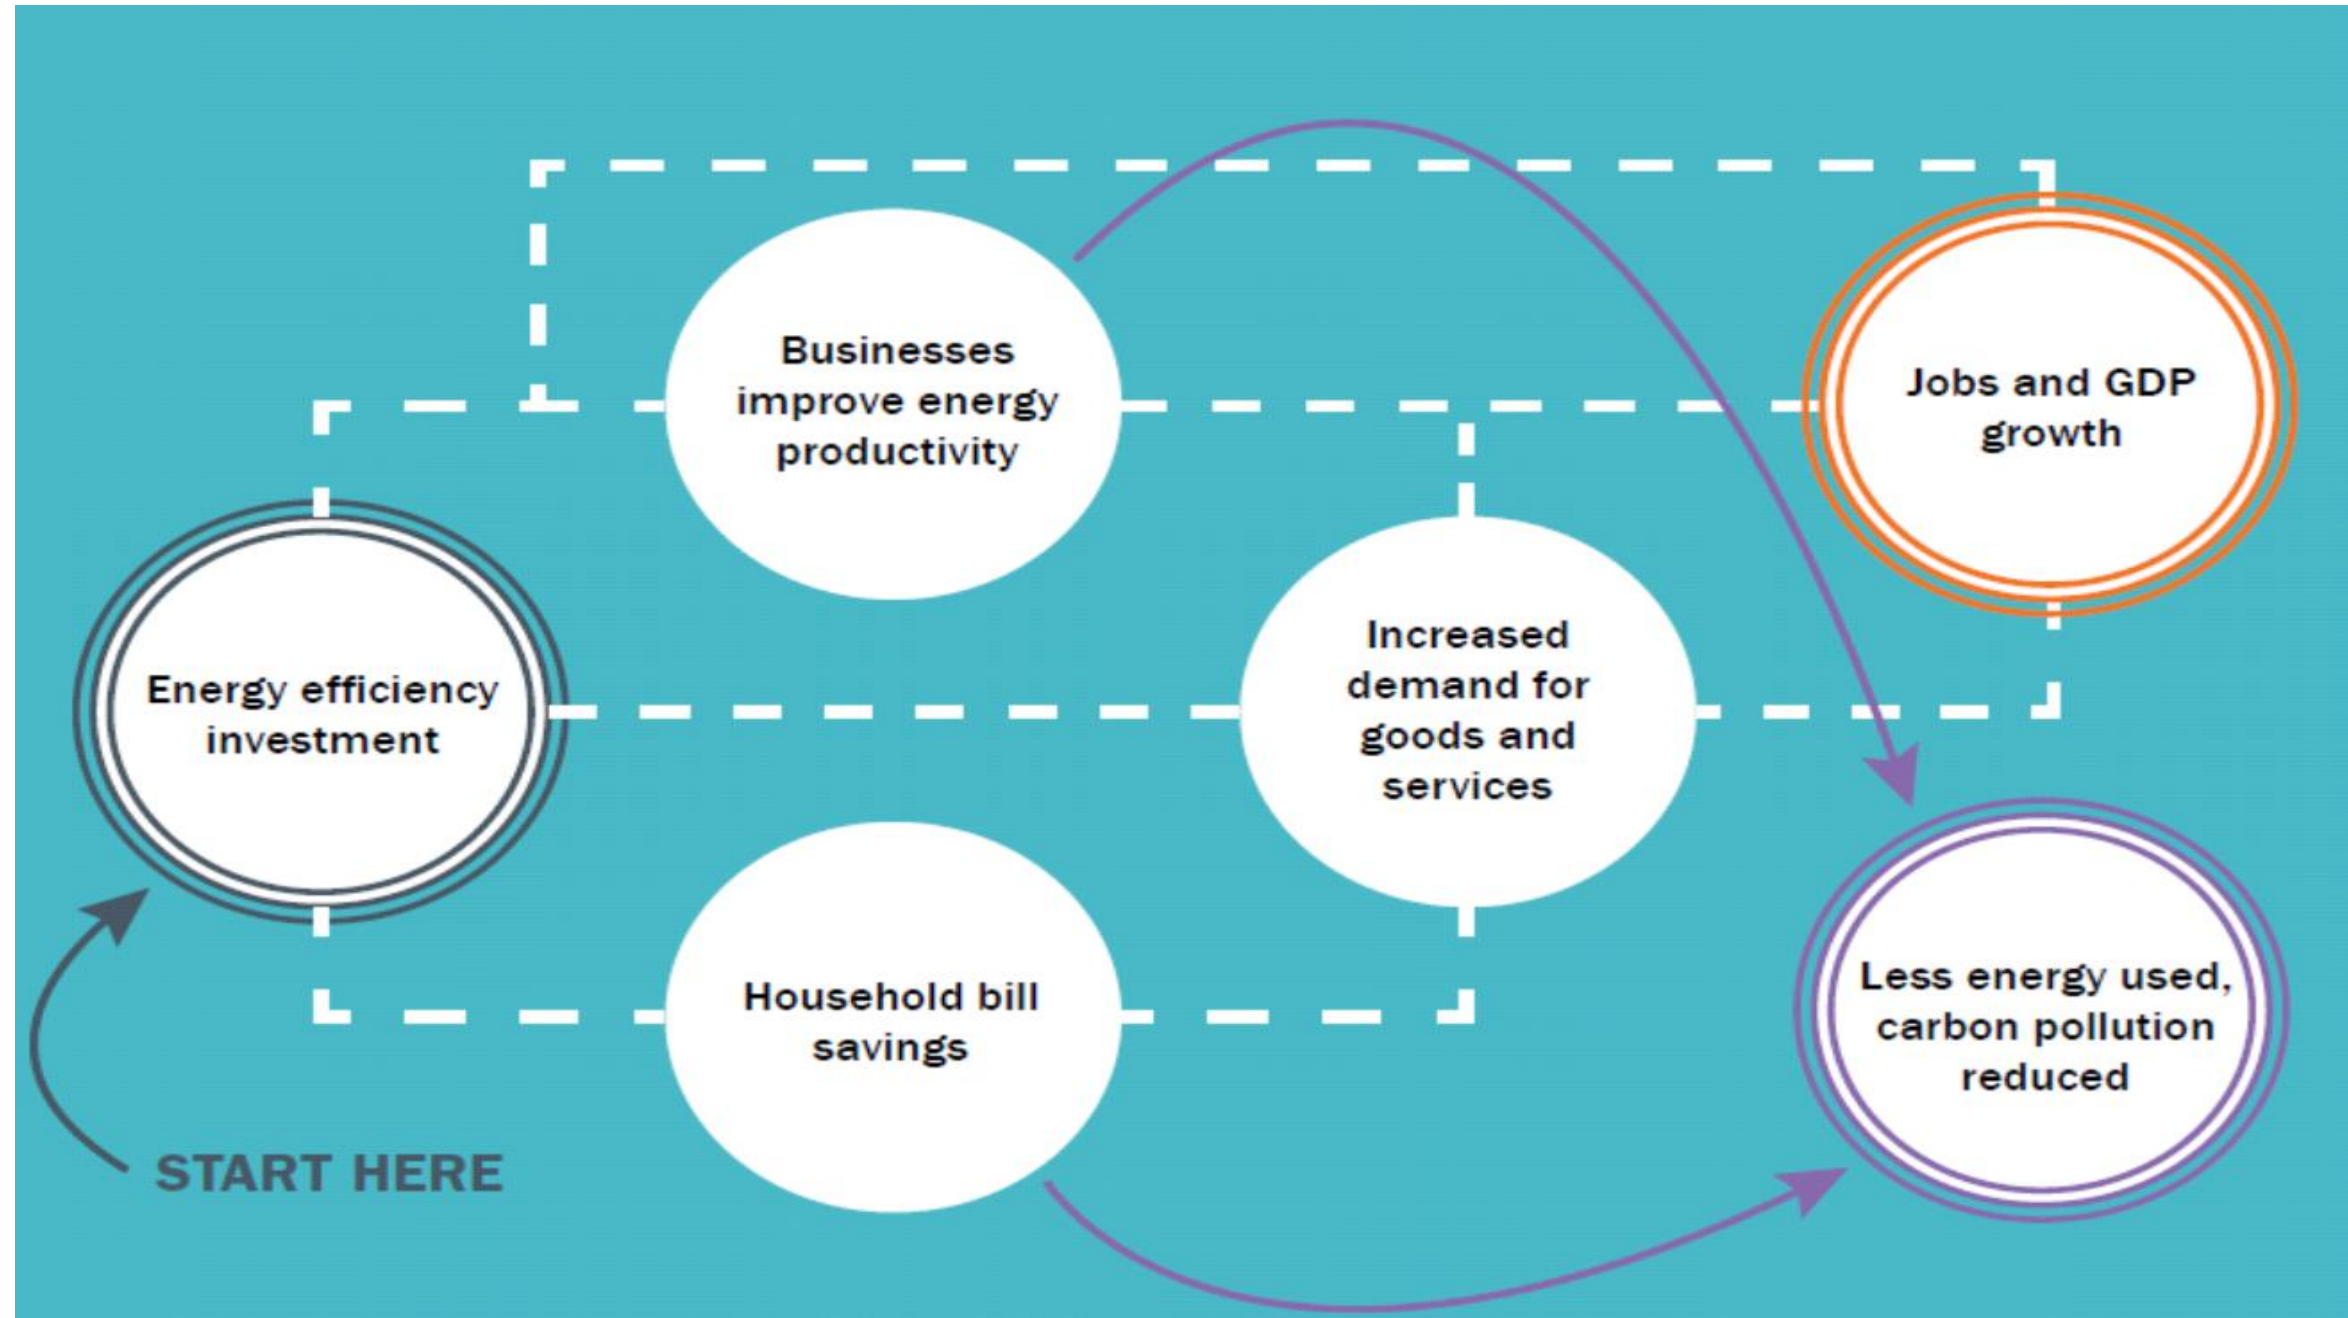 Businesses
improve energy
productivity
Jobs and GDP
growth
Energy efficiency
investment
Increased
demand for
goods and
services
Household bill
savings
Less energy used,
carbon pollution
reduced
START HERE